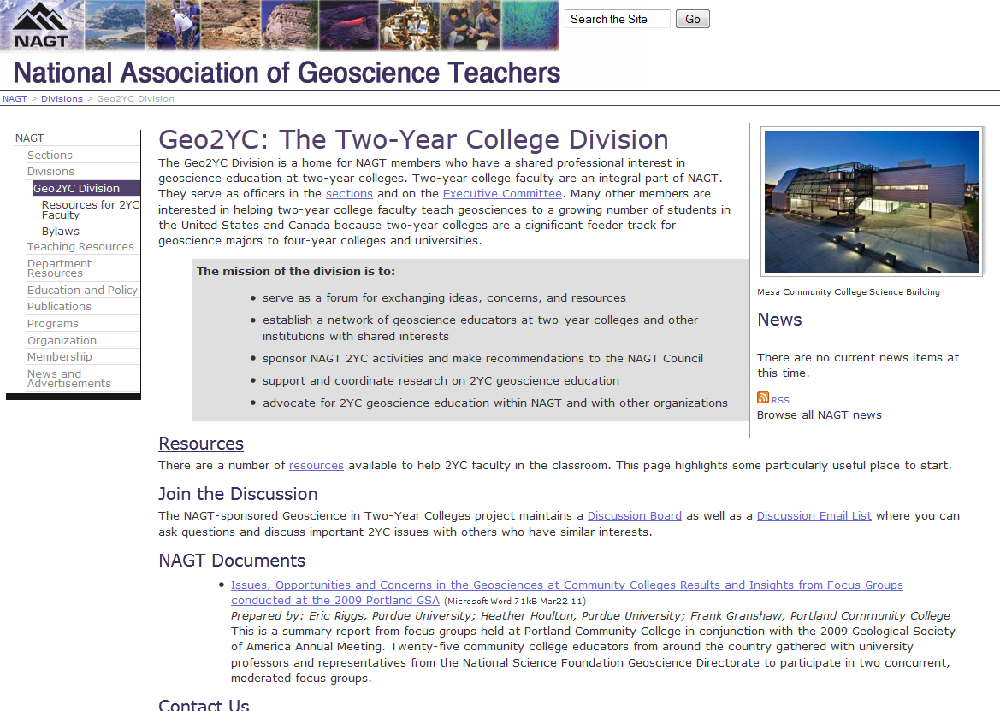 NAGT
Search the Site
Go
National Association of Geoscience Teachers
NAGT > Divisions > Geo2YC Division
NAGT
Sections
Divisions
Geo2YC Division
Resources for 2YC
Faculty
Bylaws
Teaching Resources
Department
Resources
Education and Policy
Publications
Programs
Organization
Membership
News and
Advertisements
Geo2YC: The Two-Year College Division
The Geo2YC Division is a home for NAGT members who have a shared professional interest in
geoscience education at two-year colleges. Two-year college faculty are an integral part of NAGT.
They serve as officers in the sections and on the Executive Committee. Many other members are
interested in helping two-year college faculty teach geosciences to a growing number of students in
the United States and Canada because two-year colleges are a significant feeder track for
geoscience majors to four-year colleges and universities.
The mission of the division is to:
• serve as a forum for exchanging ideas, concerns, and resources
• establish a network of geoscience educators at two-year colleges and other
institutions with shared interests
• sponsor NAGT 2YC activities and make recommendations to the NAGT Council
• support and coordinate research on 2YC geoscience education
• advocate for 2YC geoscience education within NAGT and with other organizations
Mesa Community College Science Building
News
There are no current news items at
this time.
RSS
Browse all NAGT news
Resources
There are a number of resources available to help 2YC faculty in the classroom. This page highlights some particularly useful place to start.
Join the Discussion
The NAGT-sponsored Geoscience in Two-Year Colleges project maintains a Discussion Board as well as a Discussion Email List where you can
ask questions and discuss important 2YC issues with others who have similar interests.
NAGT Documents
• Issues, Opportunities and Concerns in the Geosciences at Community Colleges Results and Insights from Focus Groups
conducted at the 2009 Portland GSA (Microsoft Word 71kB Mar22 11)
Prepared by: Eric Riggs, Purdue University; Heather Houlton, Purdue University; Frank Granshaw, Portland Community College
This is a summary report from focus groups held at Portland Community College in conjunction with the 2009 Geological Society
of America Annual Meeting. Twenty-five community college educators from around the country gathered with university
professors and representatives from the National Science Foundation Geoscience Directorate to participate in two concurrent,
moderated focus groups.
Contact Us